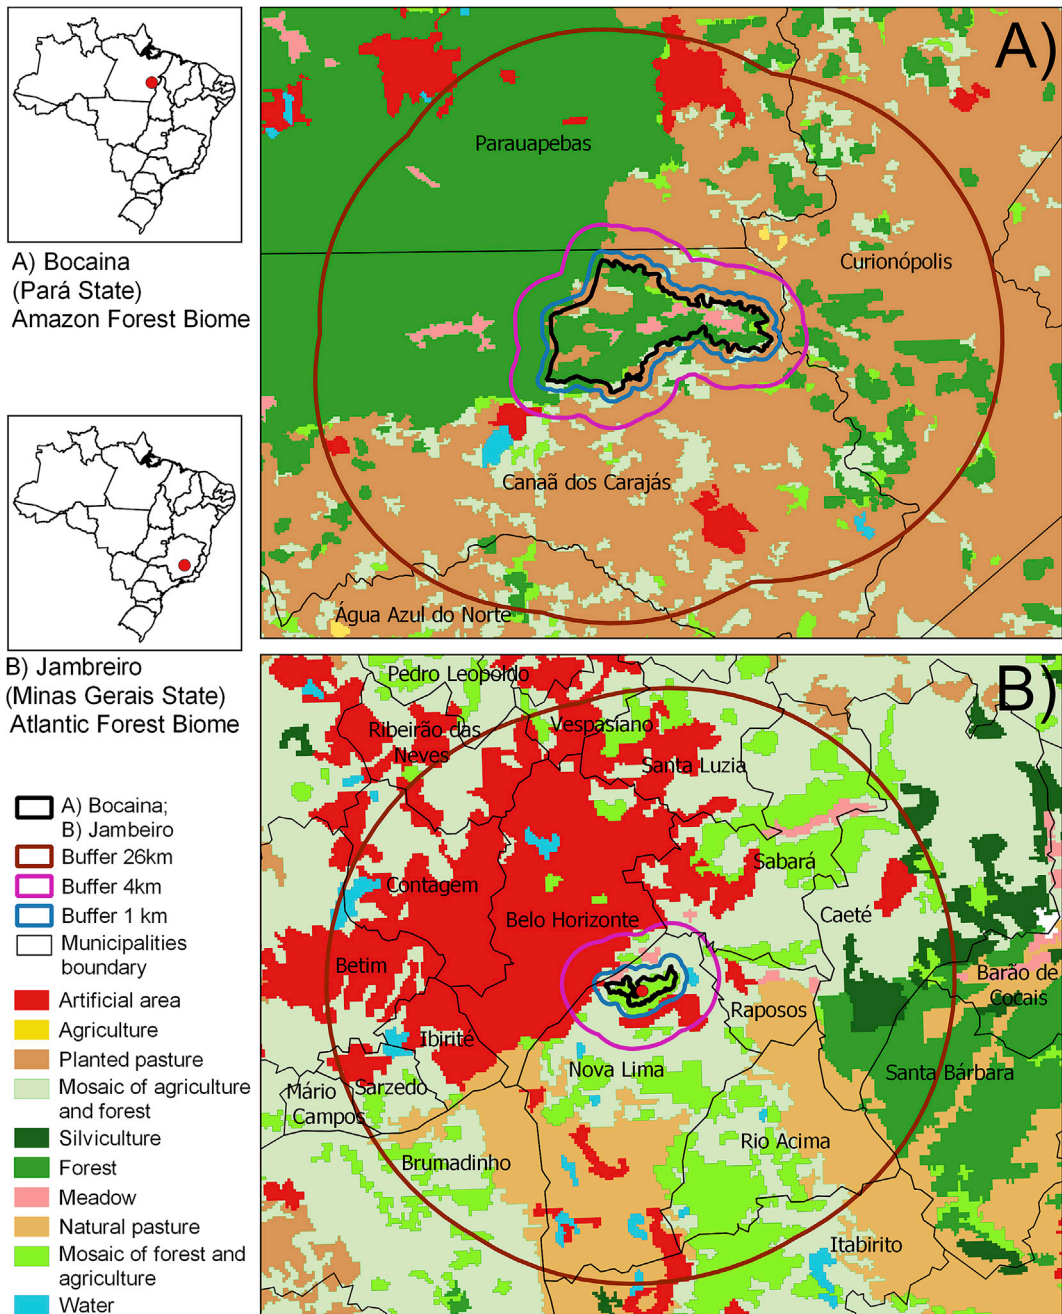 A) Bocaina
(Pará State)
Amazon Forest Biome
B) Jambreiro
(Minas Gerais State)
Atlantic Forest Biome
A) Bocaina;
B) Jambeiro
Buffer 26km
Buffer 4km
Buffer 1 km
Municipalities
boundary
Artificial area
Agriculture
Planted pasture
Mosaic of agriculture
and forest
Silviculture
Forest
Meadow
Natural pasture
Mosaic of forest and
agriculture
Water
A)
Parauapebas
Curionópolis
Canaã dos Carajás
Água Azul do Norte
B)
Pedro Leopoldo
Ribeirão das
Neves
Vespasiano
Santa Luzia
Sabará
Contagem
Belo Horizonte
Caeté
Betim
Barão de
Cocais
Raposos
Ibirité
Nova Lima
Santa Bárbara
Mário
Campos
Sarzedo
Rio Acima
Brumadinho
Itabirito